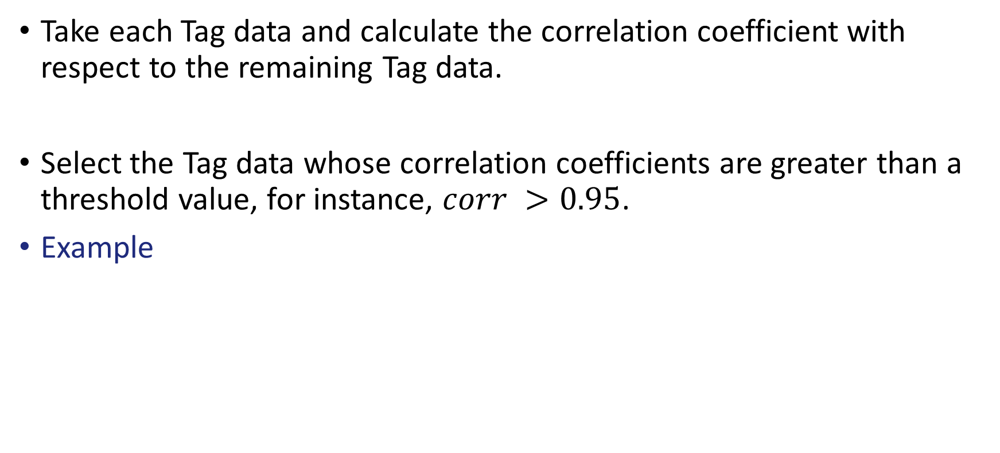 • Take each Tag data and calculate the correlation coefficient with
respect to the remaining Tag data.
• Select the Tag data whose correlation coefficients are greater than a
threshold value, for instance, corr > 0.95.
• Example